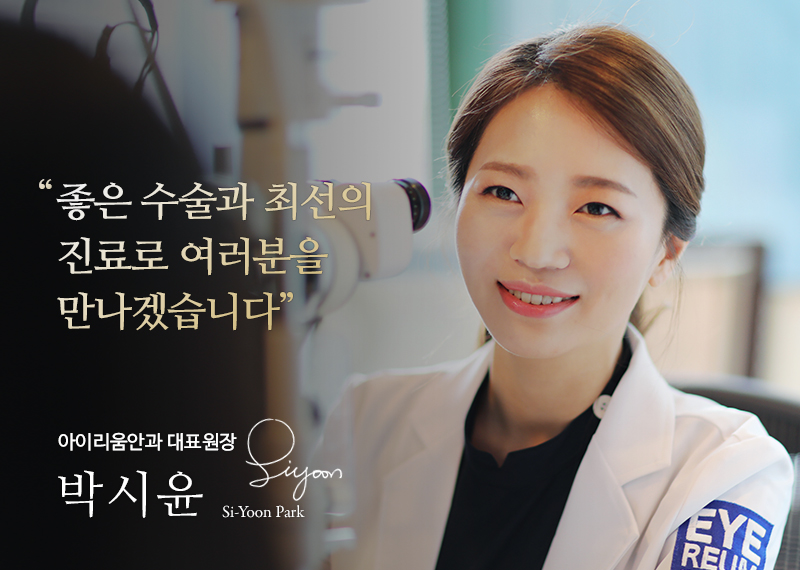 “좋은 수술과 최선의
진료로 여러분을
만나겠습니다”
아이리움안과 대표원장
Siyoon
박시윤 Si-Yoon Park
EYE